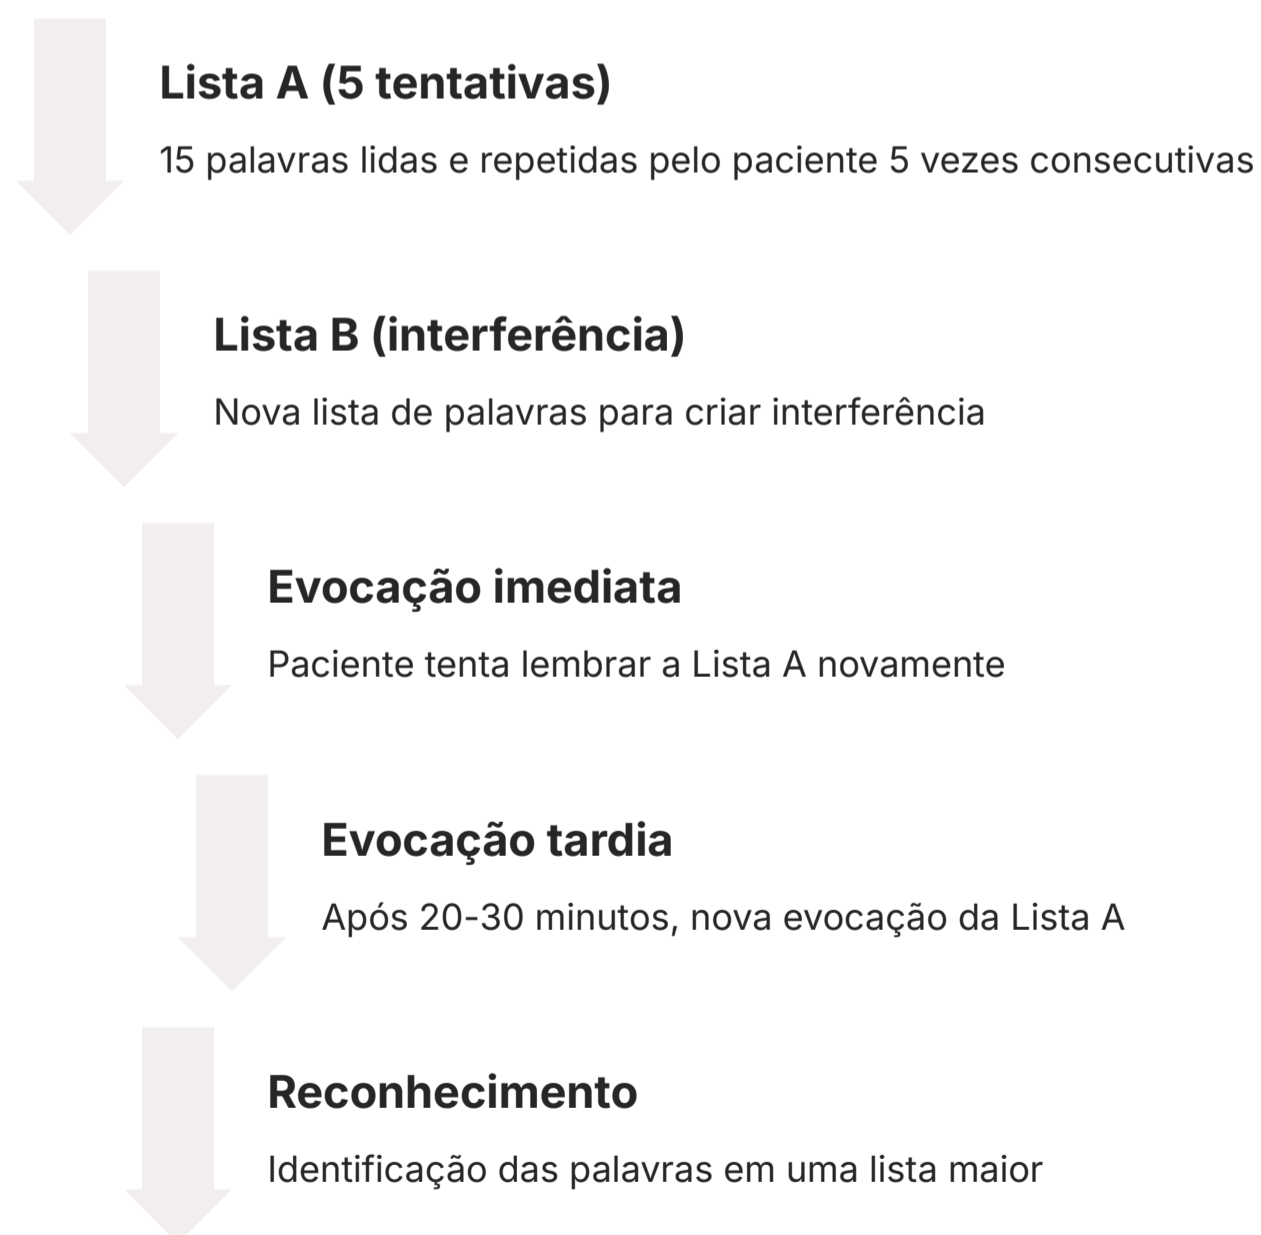 Lista A (5 tentativas)
15 palavras lidas e repetidas pelo paciente 5 vezes consecutivas
Lista B (interferência)
Nova lista de palavras para criar interferência
Evocação imediata
Paciente tenta lembrar a Lista A novamente
Evocação tardia
Após 20-30 minutos, nova evocação da Lista A
Reconhecimento
Identificação das palavras em uma lista maior